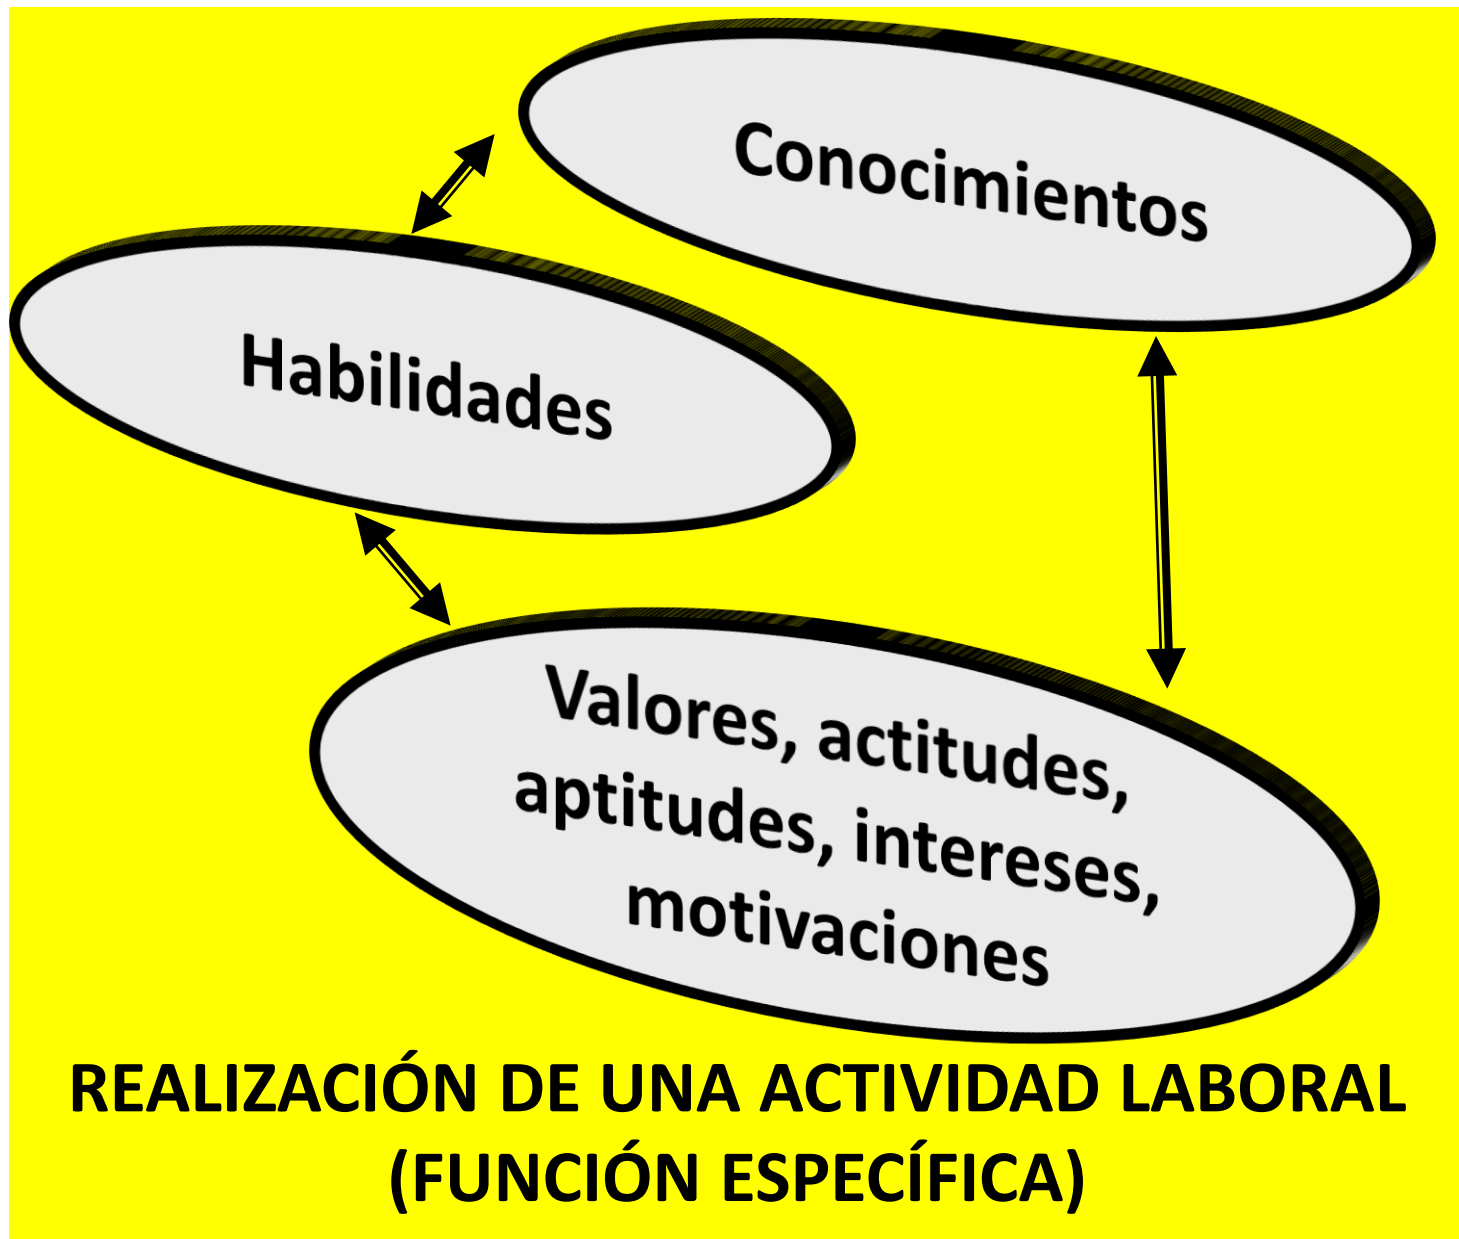 Conocimientos
Habilidades
Valores, actitudes,
aptitudes, intereses,
motivaciones
REALIZACIÓN DE UNA ACTIVIDAD LABORAL
(FUNCIÓN ESPECÍFICA)